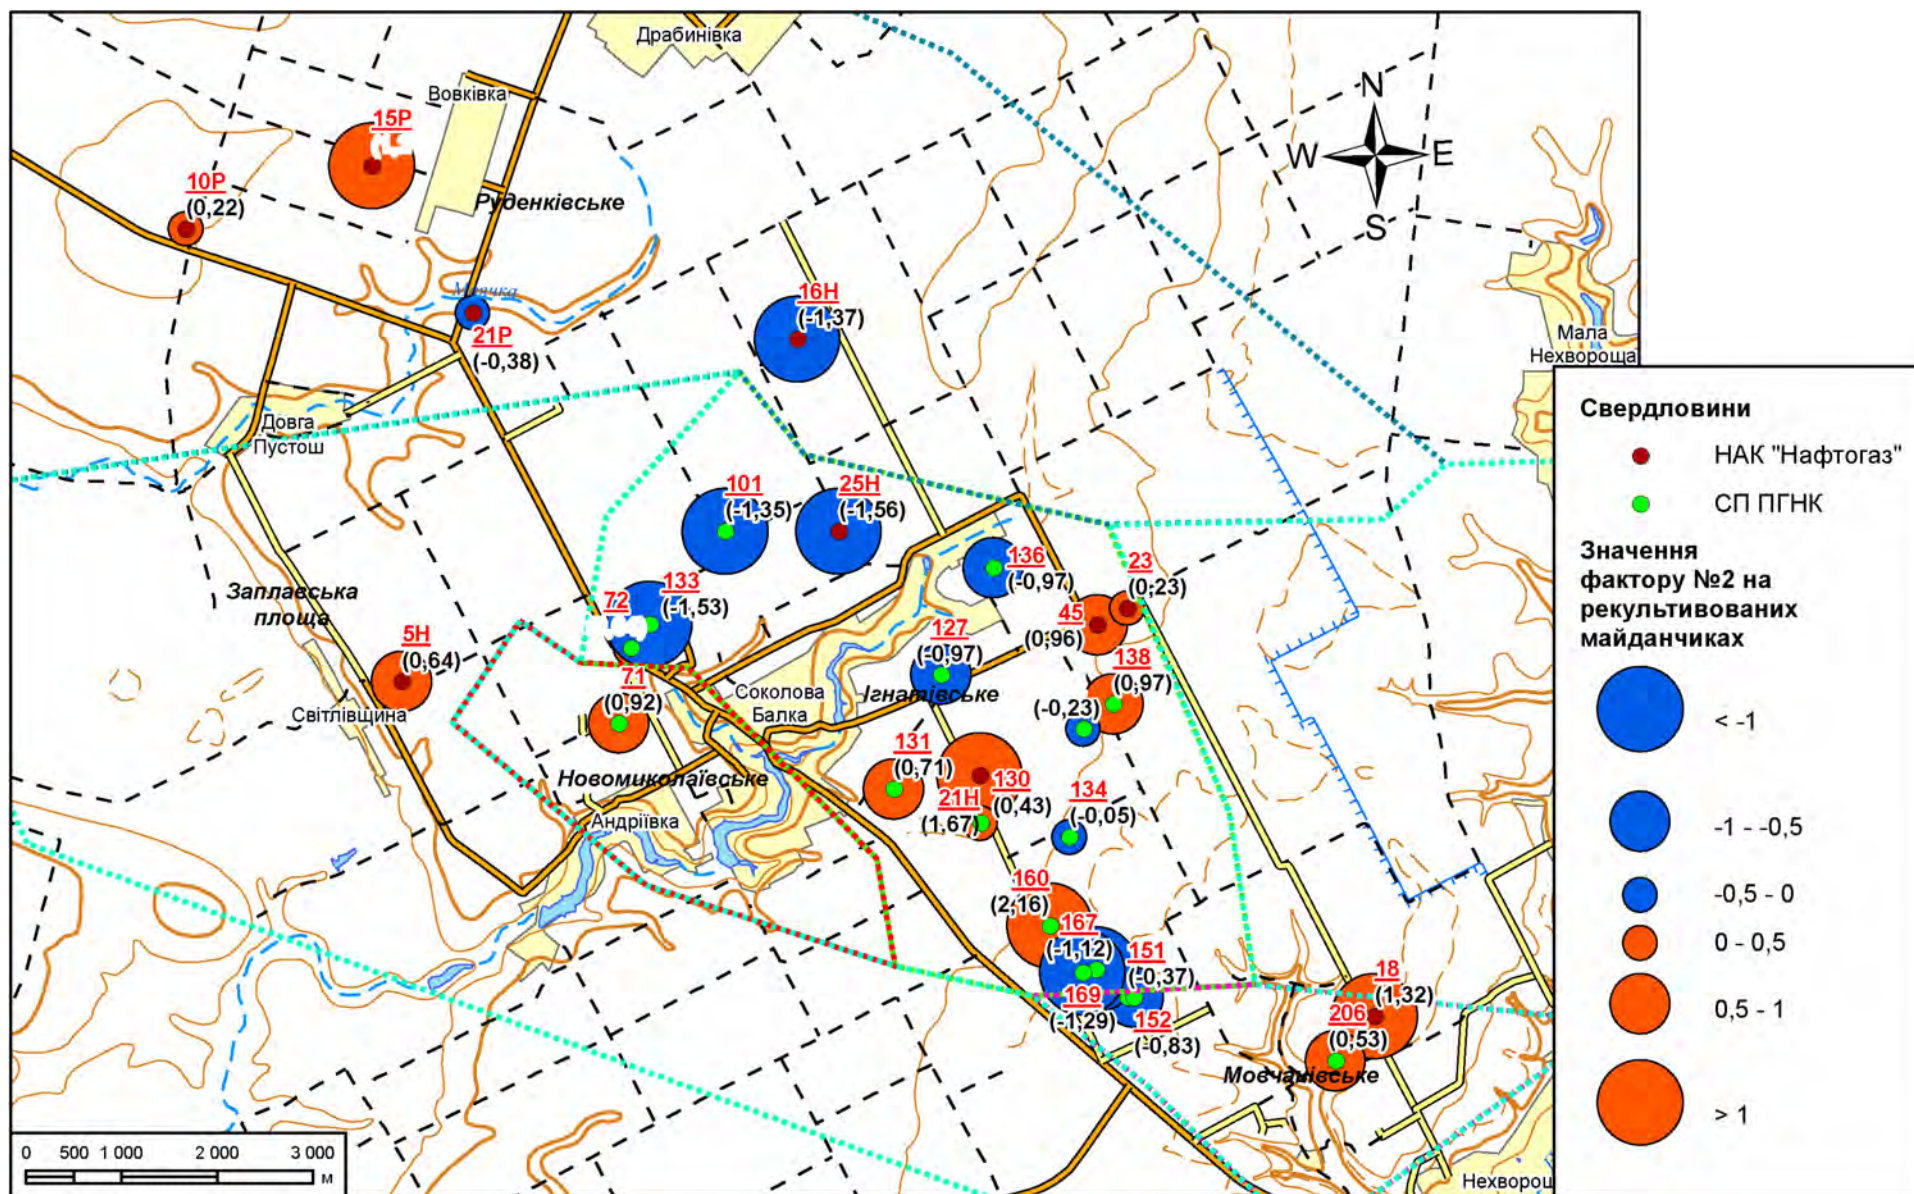 Драбинівка
Вовківка
15Р
10Р
(0,22)
Руденківське
N
W
E
S
Маячка
21Р
(-0,38)
16Н
(-1,37)
Мала
Нехвороща
Довга
Пустош
101
(-1,35)
25Н
(-1,56)
136
(-0,97)
23
(0,23)
133
(-1,53)
72
45
(0,96)
Заплавська
площа
5Н
(0,64)
127
(-0,97)
138
(0,97)
71
(0,92)
Світлівщина
Соколова
Балка
Ігнатівське
(-0,23)
131
(0,71)
Новомиколаївське
130
(0,43)
21Н
(1,67)
134
(-0,05)
Андріївка
160
(2,16)
167
(-1,12)
151
(-0,37)
169
(-1,29)
152
(-0,83)
18
(1,32)
206
(0,53)
Мовчанівське
Нехворощ
0 500 1 000 2 000 3 000
м
Свердловини
НАК "Нафтогаз"
СП ПГНК
Значення
фактору №2 на
рекультивованих
майданчиках
< -1
-1 - -0,5
-0,5 - 0
0 - 0,5
0,5 - 1
> 1